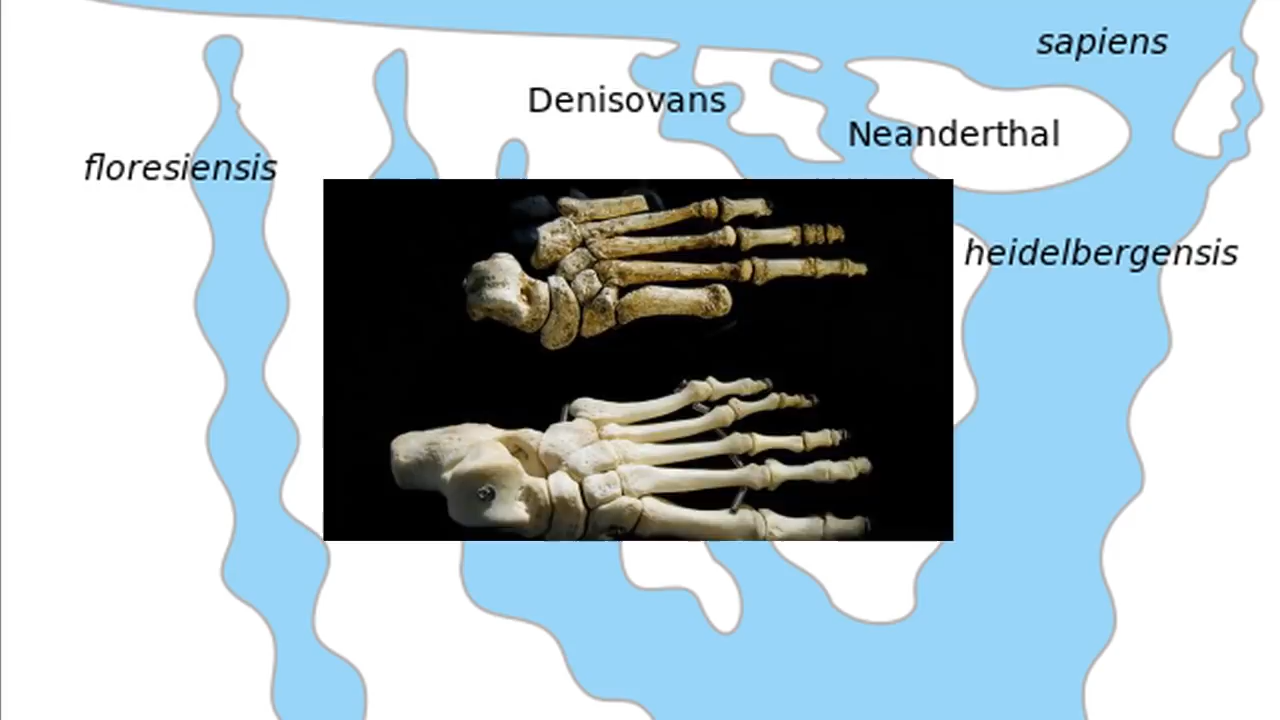 sapiens
Denisovans
Neanderthal
floresiensis
heidelbergensis